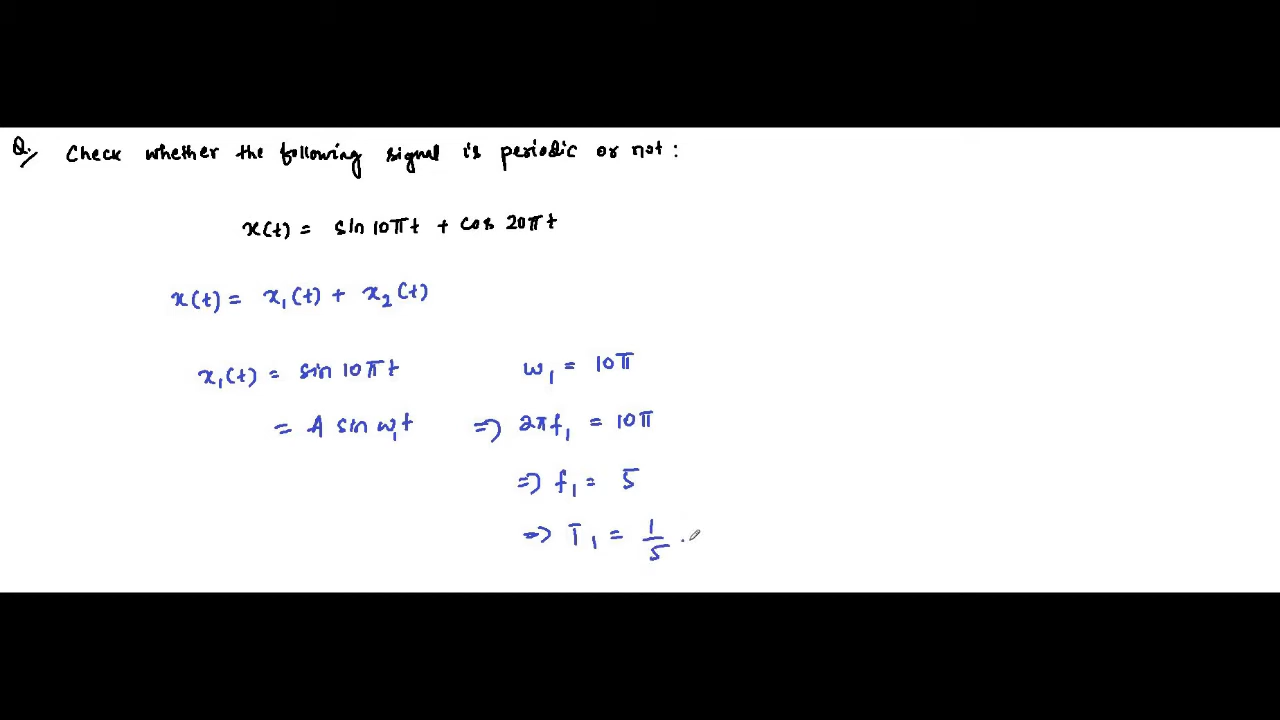 Q. Check whether the following signal is periodic or not :
x(t) = sin 10πt + cos 20πt
x(t) = x₁(t) + x₂(t)
x₁(t) = sin 10πt    ω₁ = 10π
= A sin ω₁t    ⇒ 2πf₁ = 10π
⇒ f₁ = 5
⇒ T₁ = 1/5 .